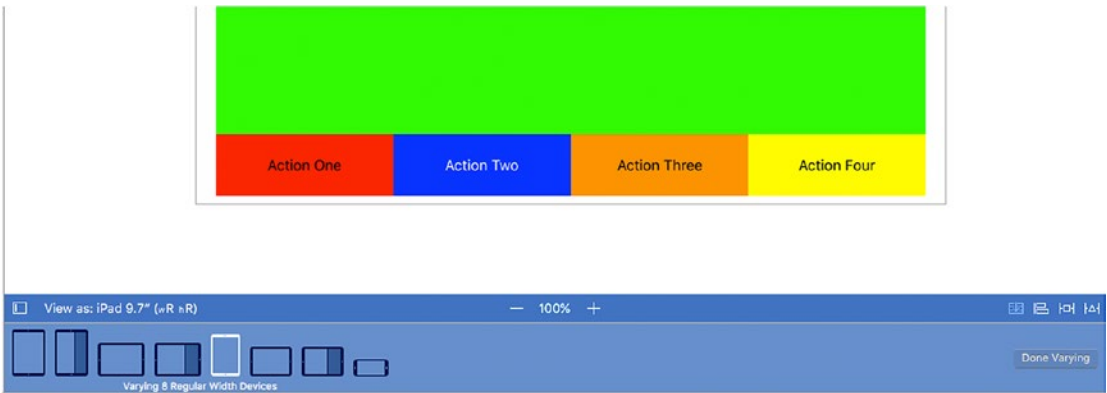 Action One Action Two Action Three Action Four
View as: iPad 9.7" (wR hR) — 100% +
Varying 8 Regular Width Devices
Done Varying